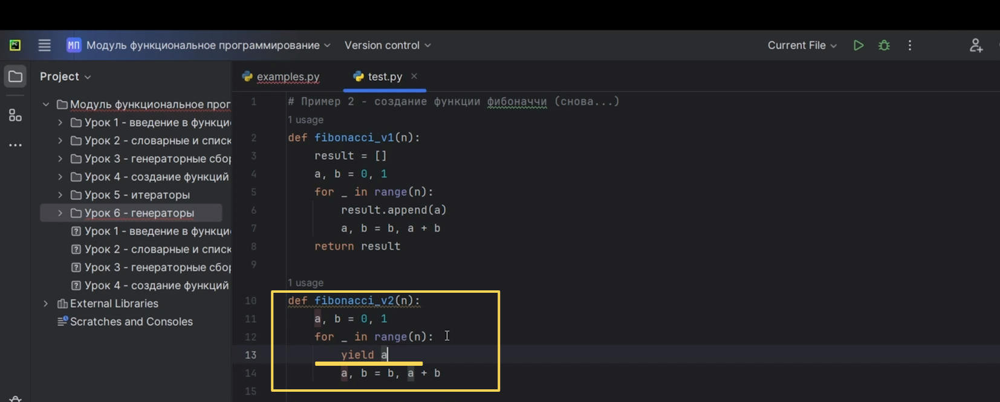 МП Модуль функциональное программирование Version control Current File
Project
examples.py test.py
Модуль функциональное прог
Урок 1 - введение в функци
Урок 2 - словарные и списк
Урок 3 - генераторные сбор
Урок 4 - создание функций
Урок 5 - итераторы
Урок 6 - генераторы
Урок 1 - введение в функци
Урок 2 - словарные и списк
Урок 3 - генераторные сбор
Урок 4 - создание функций
External Libraries
Scratches and Consoles
1 # Пример 2 - создание функции фибоначчи (снова...)
1 usage
2 def fibonacci_v1(n):
3 result = []
4 a, b = 0, 1
5 for _ in range(n):
6 result.append(a)
7 a, b = b, a + b
8 return result
9
1 usage
10 def fibonacci_v2(n):
11 a, b = 0, 1
12 for _ in range(n):
13 yield a
14 a, b = b, a + b
15